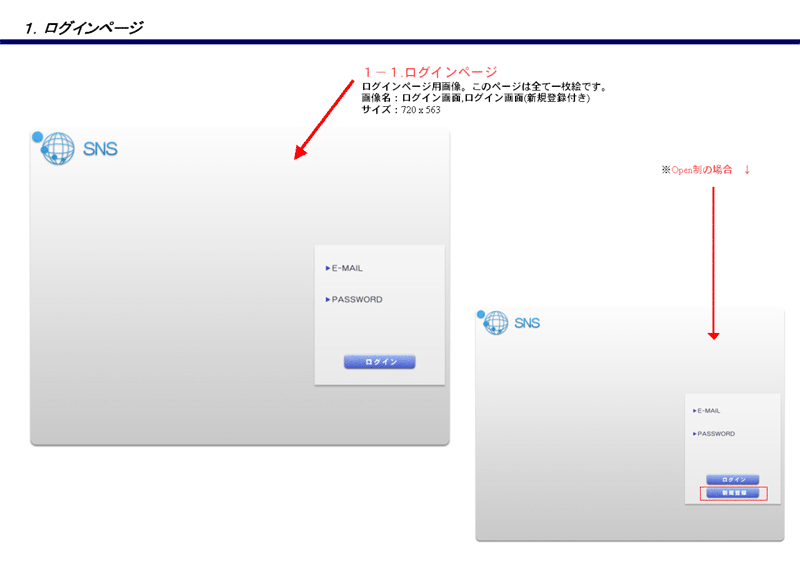 1. ログインページ
1－1.ログインページ
ログインページ用画像。このページは全て一枚絵です。
画像名：ログイン画面,ログイン画面(新規登録付き)
サイズ：720 x 563
SNS
►E-MAIL
►PASSWORD
ログイン
※Open制の場合　↓
SNS
►E-MAIL
►PASSWORD
ログイン
新規登録